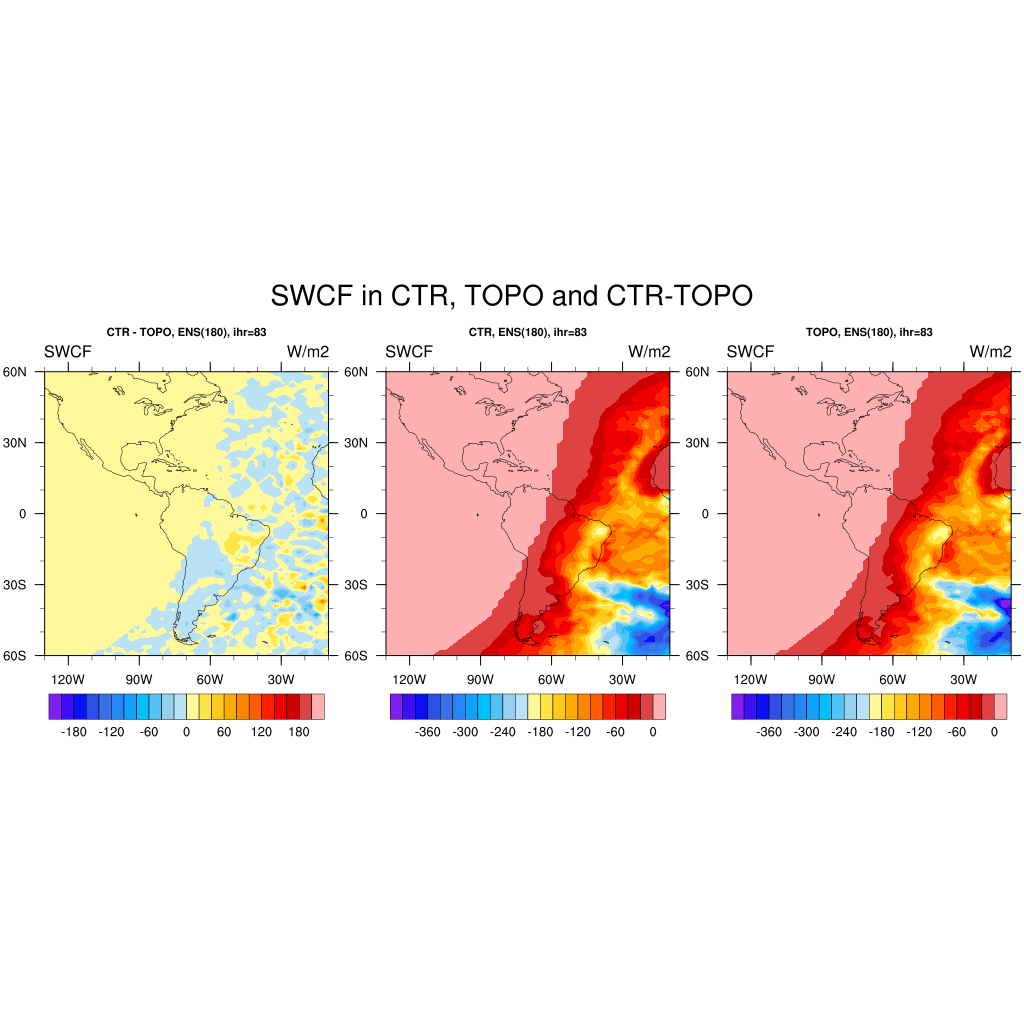 SWCF in CTR, TOPO and CTR-TOPO
CTR - TOPO, ENS(180), ihr=83
SWCF W/m2
60N
30N
0
30S
60S
120W 90W 60W 30W
-180 -120 -60 0 60 120 180
CTR, ENS(180), ihr=83
SWCF W/m2
60N
30N
0
30S
60S
120W 90W 60W 30W
-360 -300 -240 -180 -120 -60 0
TOPO, ENS(180), ihr=83
SWCF W/m2
60N
30N
0
30S
60S
120W 90W 60W 30W
-360 -300 -240 -180 -120 -60 0